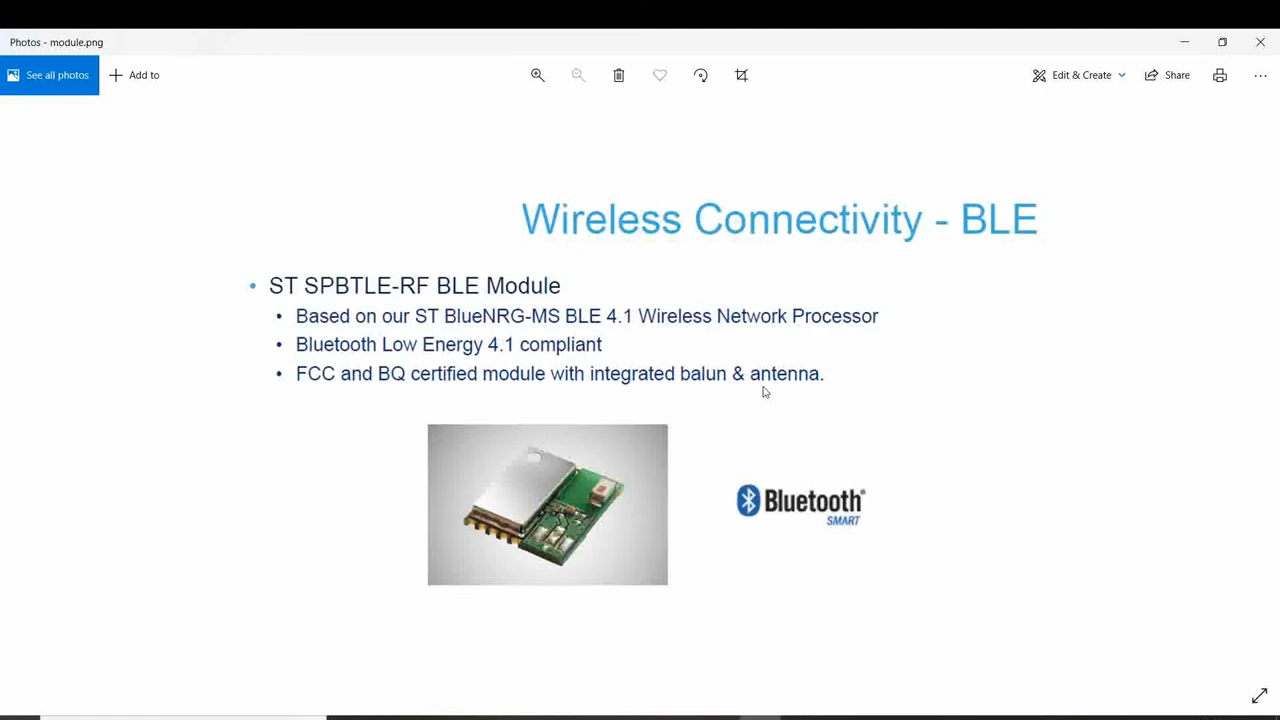 Photos - module.png
See all photos
Add to
Edit & Create
Share
Wireless Connectivity - BLE
• ST SPBTLE-RF BLE Module
• Based on our ST BlueNRG-MS BLE 4.1 Wireless Network Processor
• Bluetooth Low Energy 4.1 compliant
• FCC and BQ certified module with integrated balun & antenna.
Bluetooth®
SMART